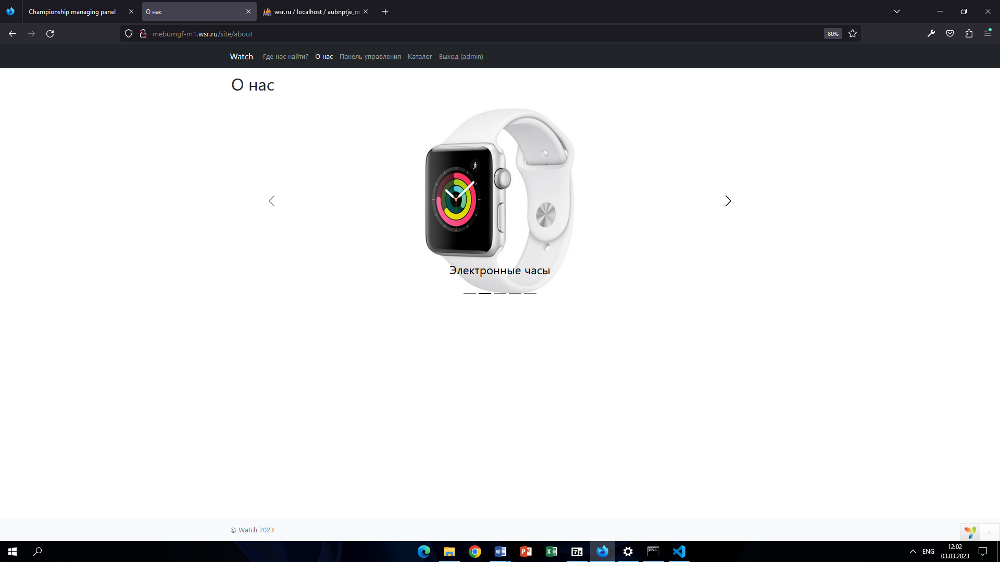 Championship managing panel
О нас
wsr.ru / localhost / aubnptje_m
mebumgf-m1.wsr.ru/site/about
80%
Watch
Где нас найти?
О нас
Панель управления
Каталог
Выход (admin)
О нас
Электронные часы
© Watch 2023
ENG
12:02
03.03.2023